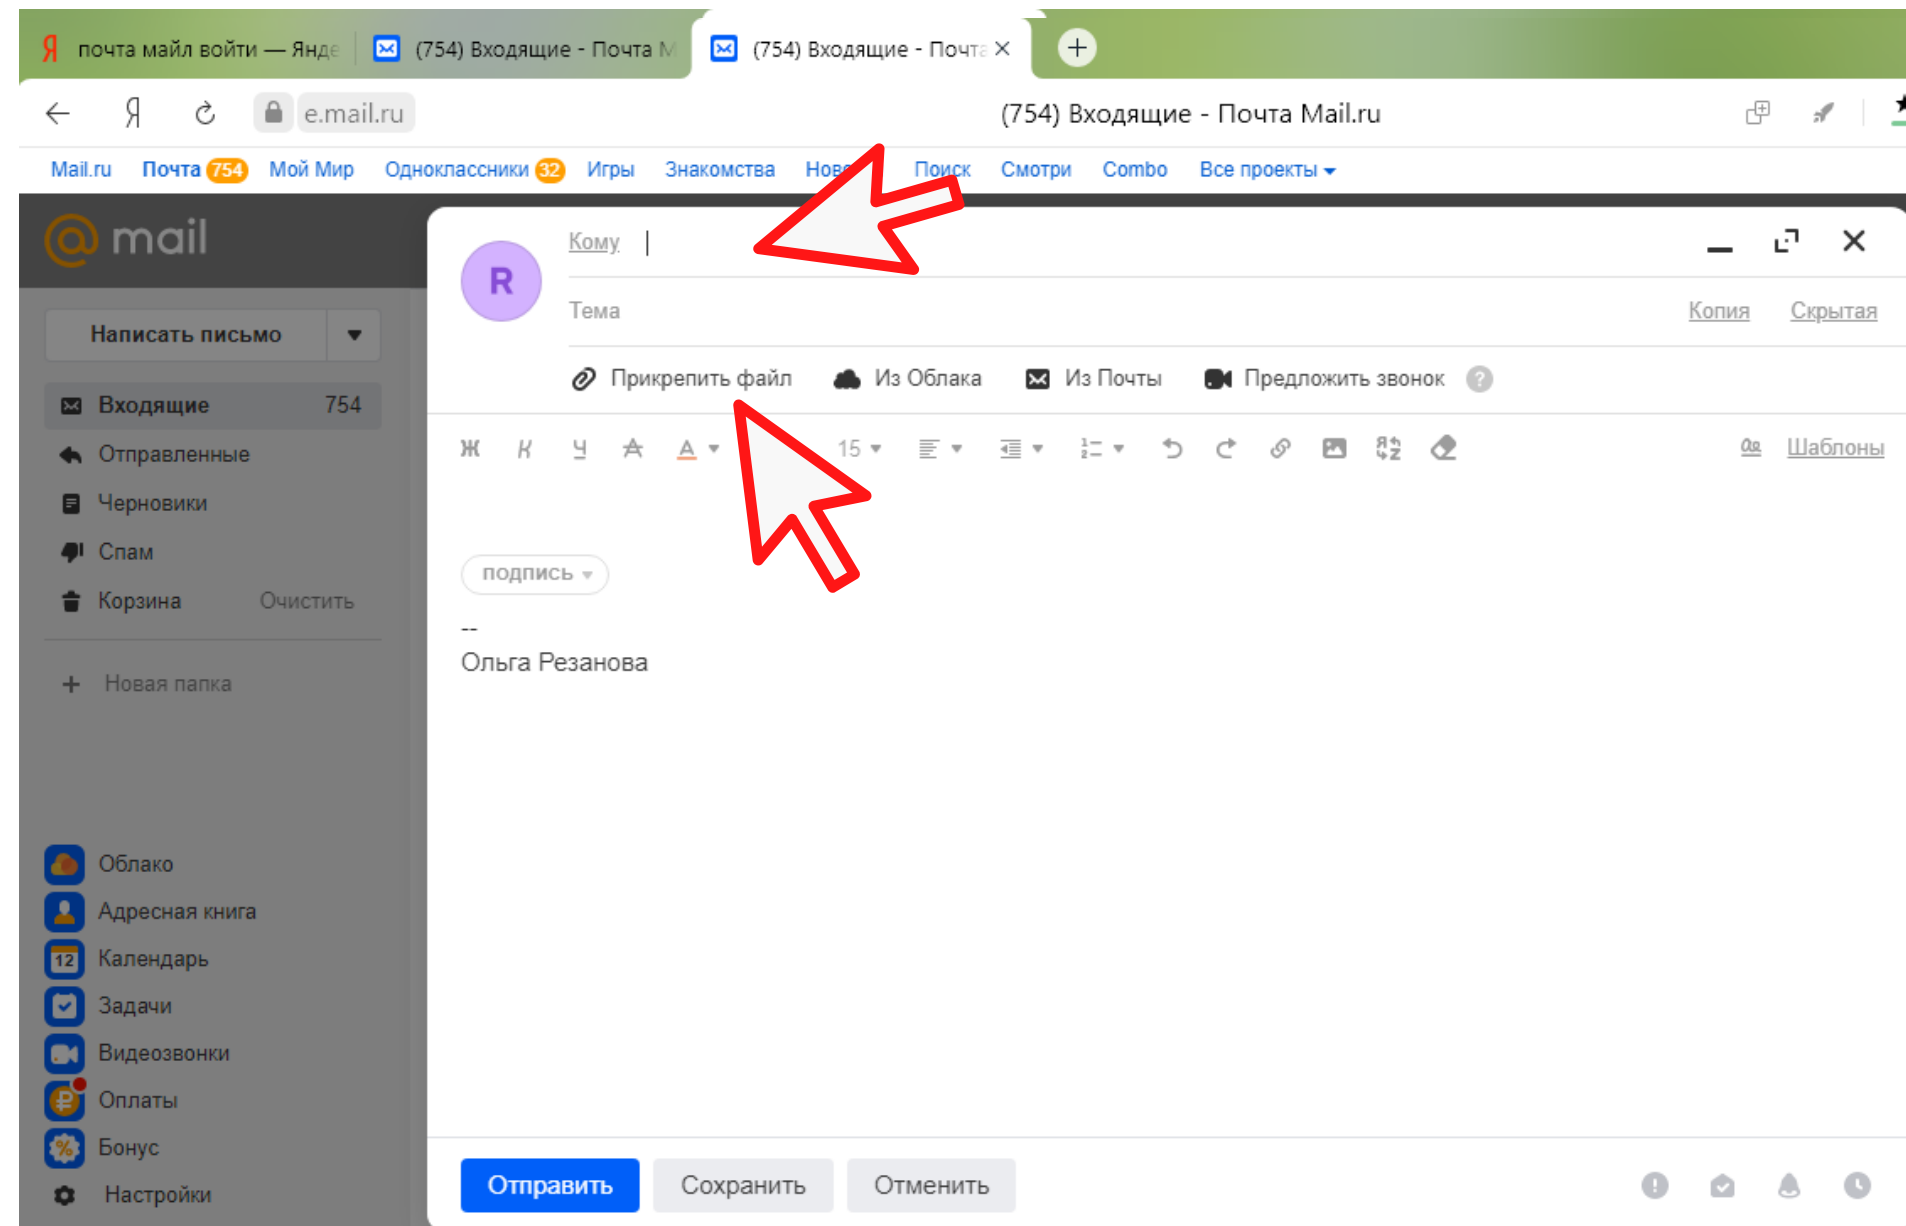 Я почта майл войти — Янде (754) Входящие - Почта М (754) Входящие - Почта
Я e.mail.ru (754) Входящие - Почта Mail.ru
Mail.ru Почта 754 Мой Мир Одноклассники 32 Игры Знакомства Поиск Смотри Combo Все проекты
@mail
Написать письмо
Входящие 754
Отправленные
Черновики
Спам
Корзина Очистить
+ Новая папка
Облако
Адресная книга
12 Календарь
Задачи
Видеозвонки
₽ Оплаты
% Бонус
Настройки
R
Кому
Тема Копия Скрытая
Прикрепить файл Из Облака Из Почты Предложить звонок ?
Ж К Ч А А 15 Шаблоны
подпись
--
Ольга Резанова
Отправить Сохранить Отменить